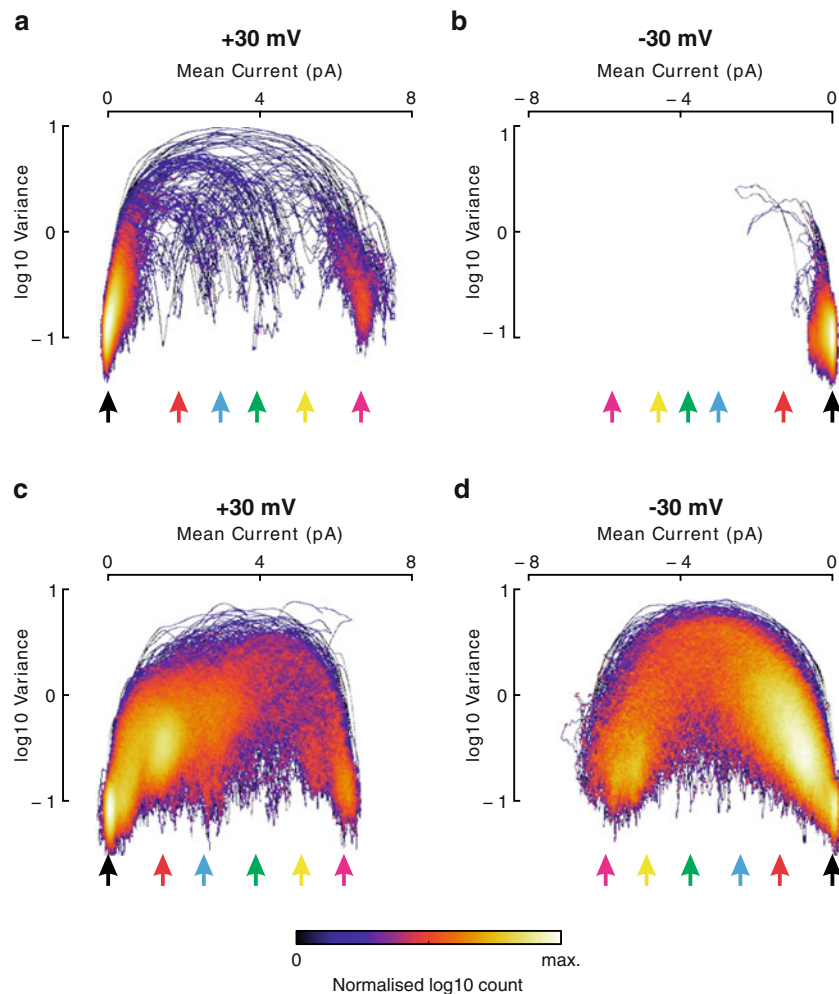 a
+30 mV
Mean Current (pA)
0 4 8
1
0
−1
log10 Variance
b
-30 mV
Mean Current (pA)
−8 −4 0
1
0
−1
log10 Variance
c
+30 mV
Mean Current (pA)
0 4 8
1
0
−1
log10 Variance
d
-30 mV
Mean Current (pA)
−8 −4 0
1
0
−1
log10 Variance
0 max.
Normalised log10 count